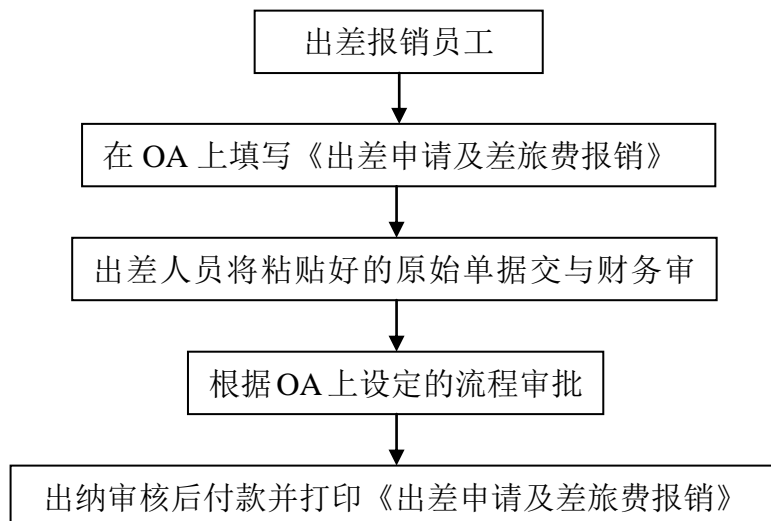 出差报销员工
在 OA 上填写《出差申请及差旅费报销》
出差人员将粘贴好的原始单据交与财务审
根据 OA 上设定的流程审批
出纳审核后付款并打印《出差申请及差旅费报销》